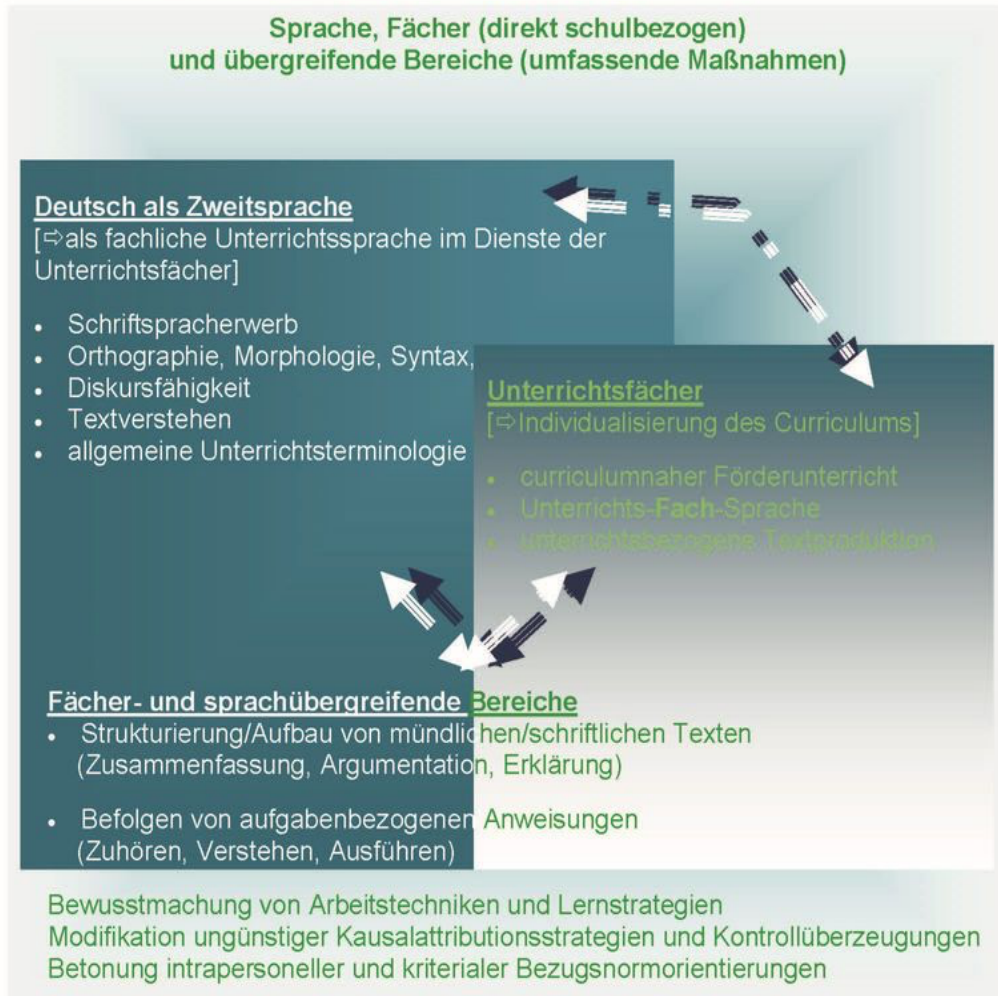 Sprache, Fächer (direkt schulbezogen)
und übergreifende Bereiche (umfassende Maßnahmen)
Deutsch als Zweitsprache
[⇨als fachliche Unterrichtssprache im Dienste der
Unterrichtsfächer]
• Schriftspracherwerb
• Orthographie, Morphologie, Syntax,
• Diskursfähigkeit
• Textverstehen
• allgemeine Unterrichtsterminologie
Unterrichtsfächer
[⇨Individualisierung des Curriculums]
• curriculumnaher Förderunterricht
• Unterrichts-Fach-Sprache
• unterrichtsbezogene Textproduktion
Fächer- und sprachübergreifende Bereiche
• Strukturierung/Aufbau von mündlichen/schriftlichen Texten
(Zusammenfassung, Argumentation, Erklärung)
• Befolgen von aufgabenbezogenen Anweisungen
(Zuhören, Verstehen, Ausführen)
Bewusstmachung von Arbeitstechniken und Lernstrategien
Modifikation ungünstiger Kausalattributionsstrategien und Kontrollüberzeugungen
Betonung intrapersoneller und kriterialer Bezugsnormorientierungen